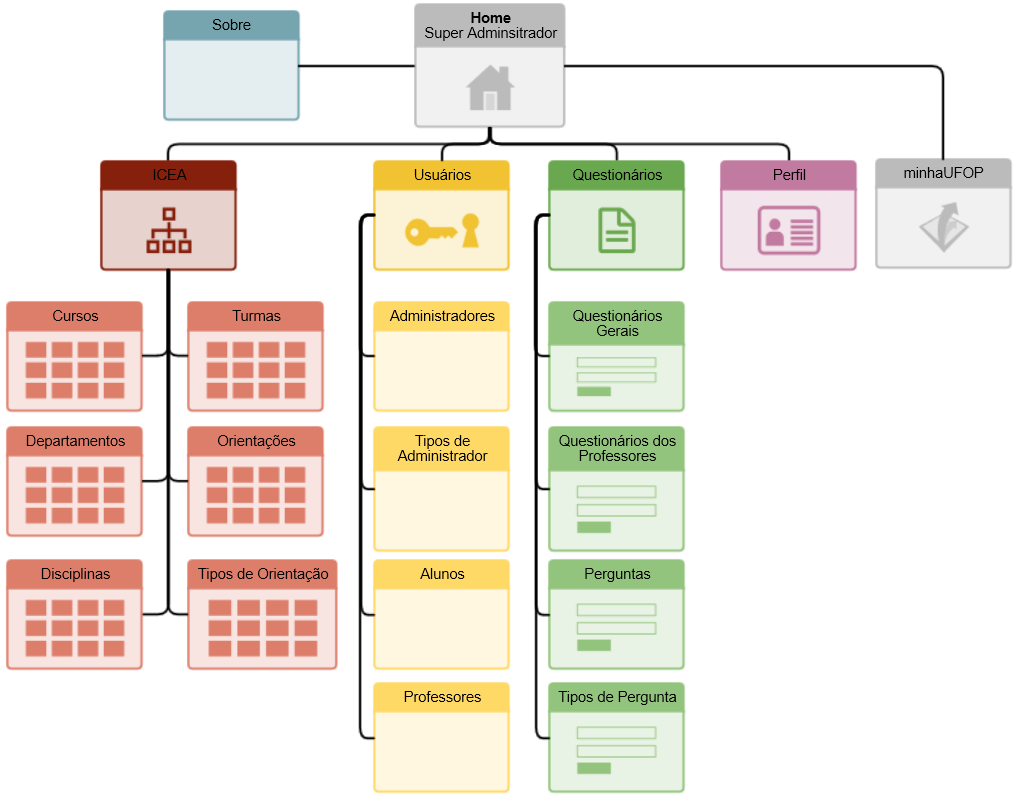 Sobre
Home
Super Adminsitrador
ICEA
Usuários
Questionários
Perfil
minhaUFOP
Cursos
Turmas
Administradores
Questionários
Gerais
Departamentos
Orientações
Tipos de
Administrador
Questionários dos
Professores
Disciplinas
Tipos de Orientação
Alunos
Perguntas
Professores
Tipos de Pergunta